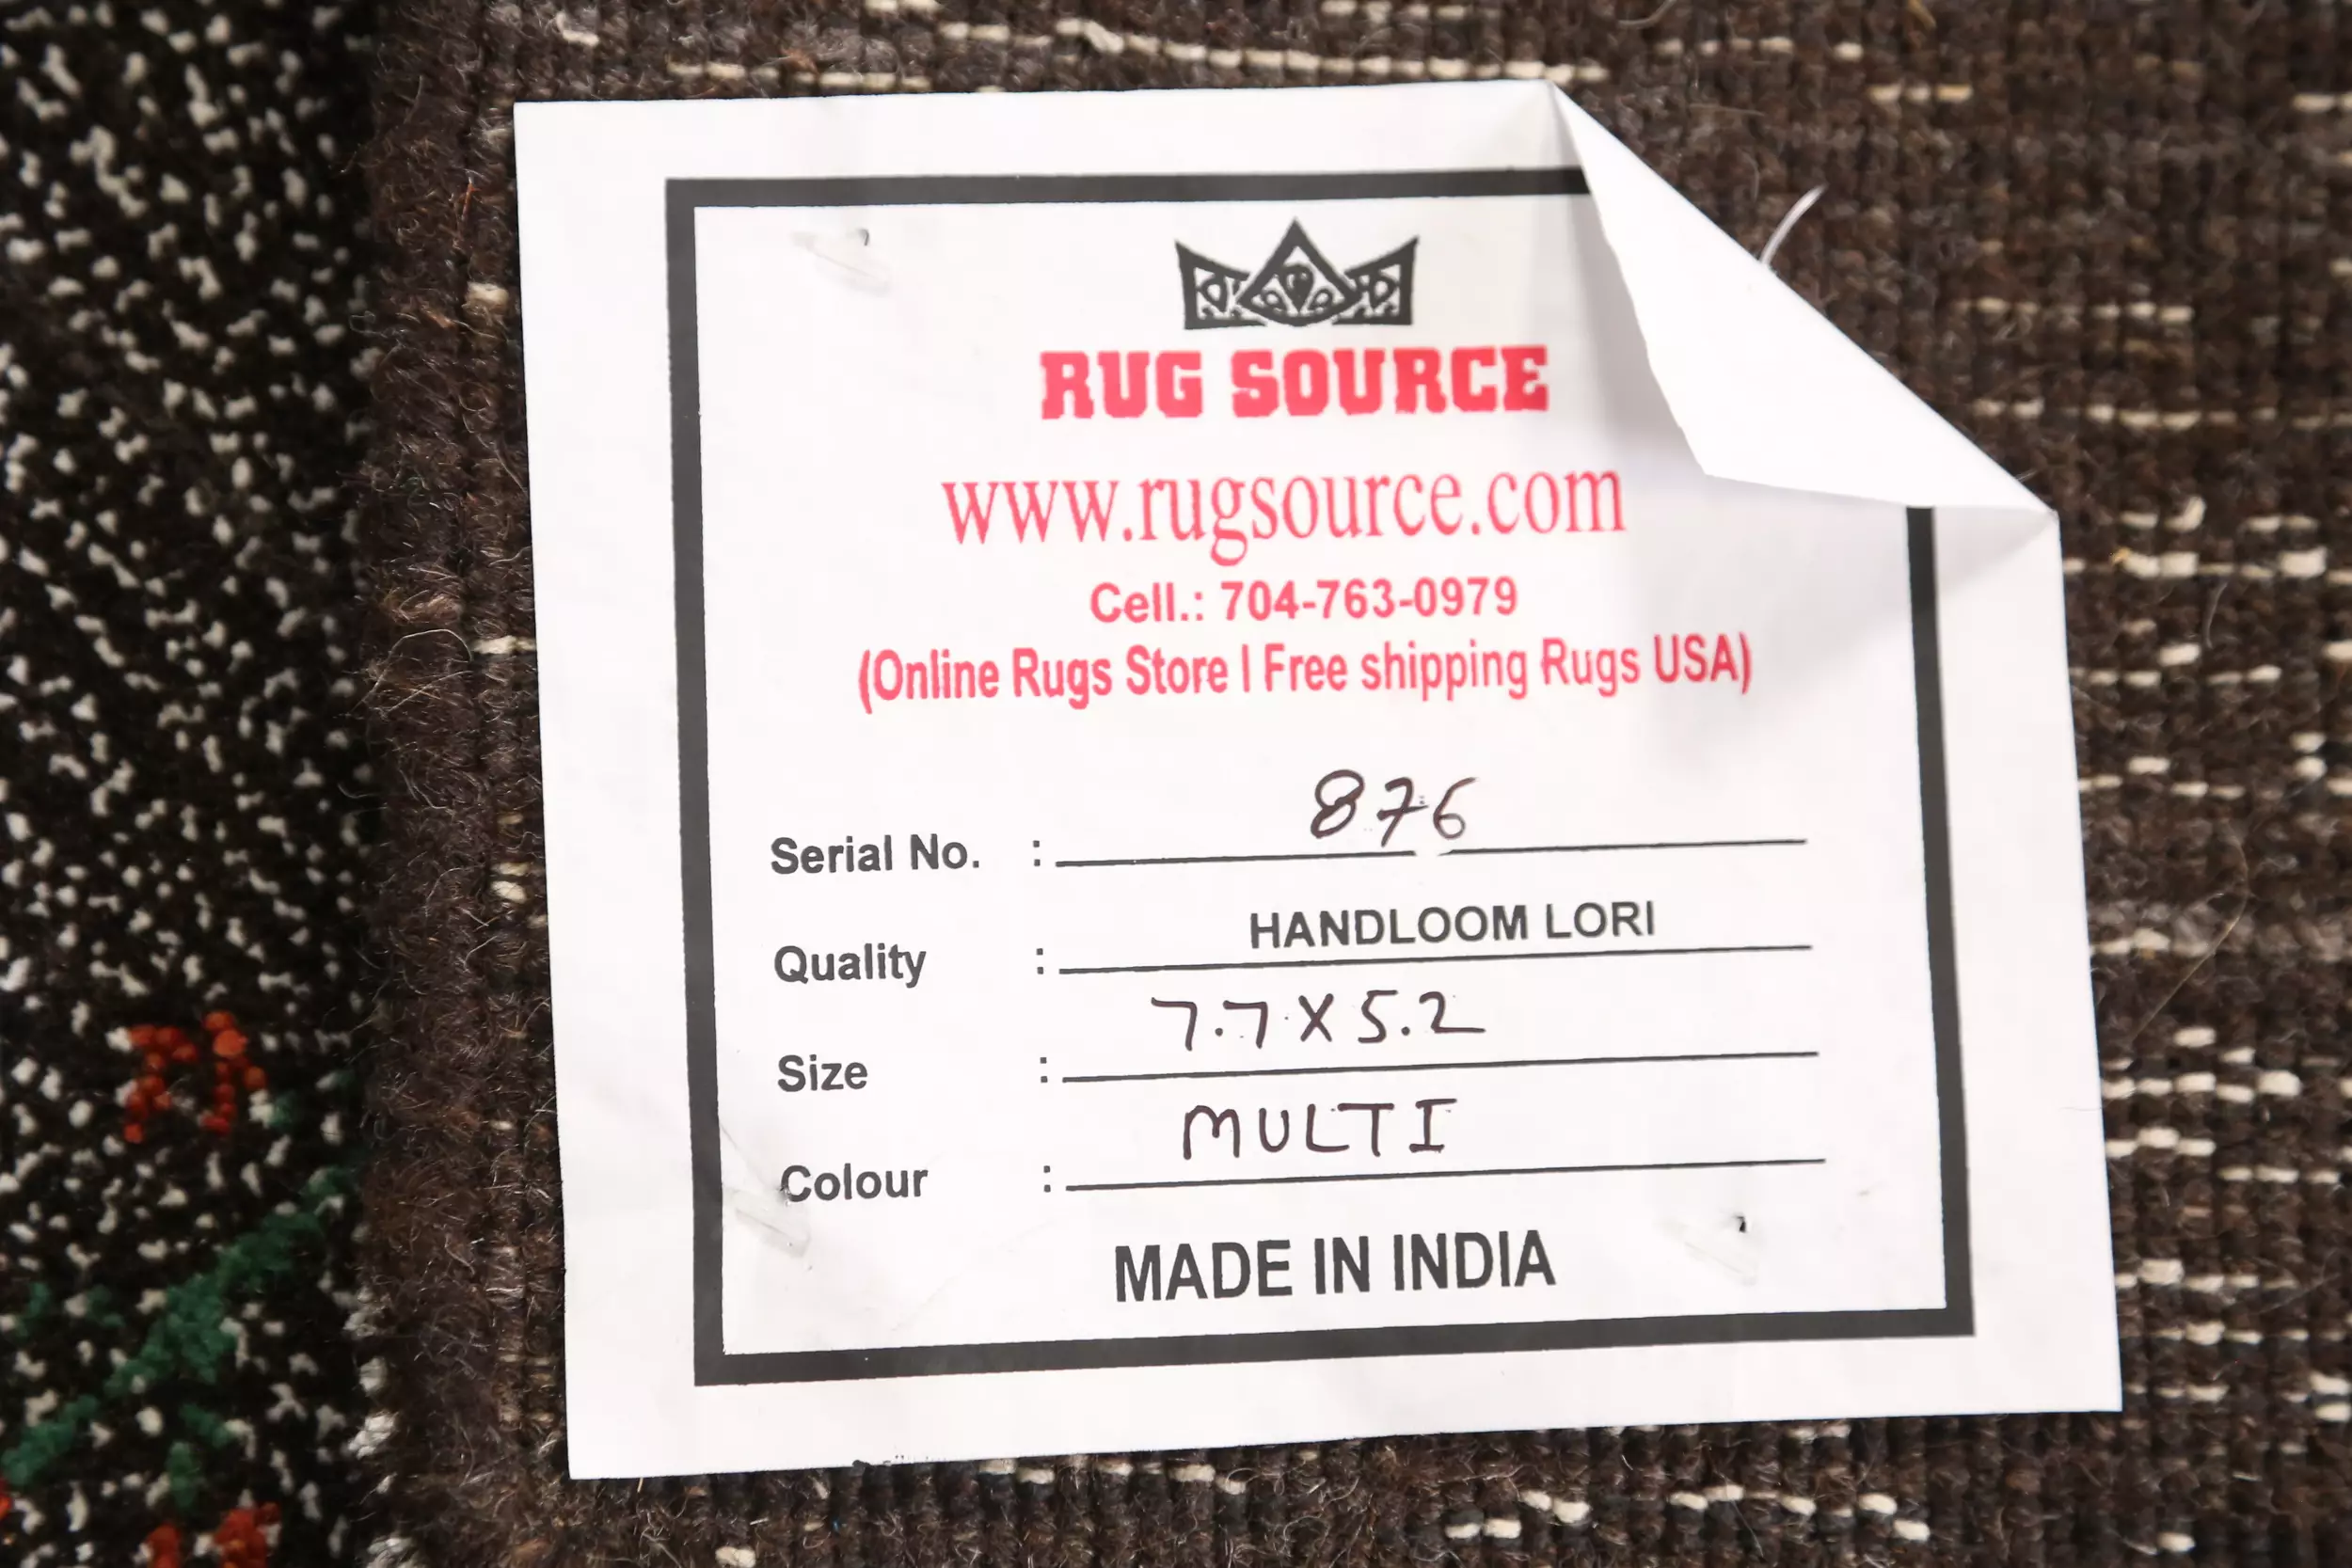 RUG SOURCE
www.rugsource.com
Cell.: 704-763-0979
(Online Rugs Store | Free shipping Rugs USA)
Serial No. : 876
Quality : HANDLOOM LORI
Size : 7.7 X 5.2
Colour : MULTI
MADE IN INDIA